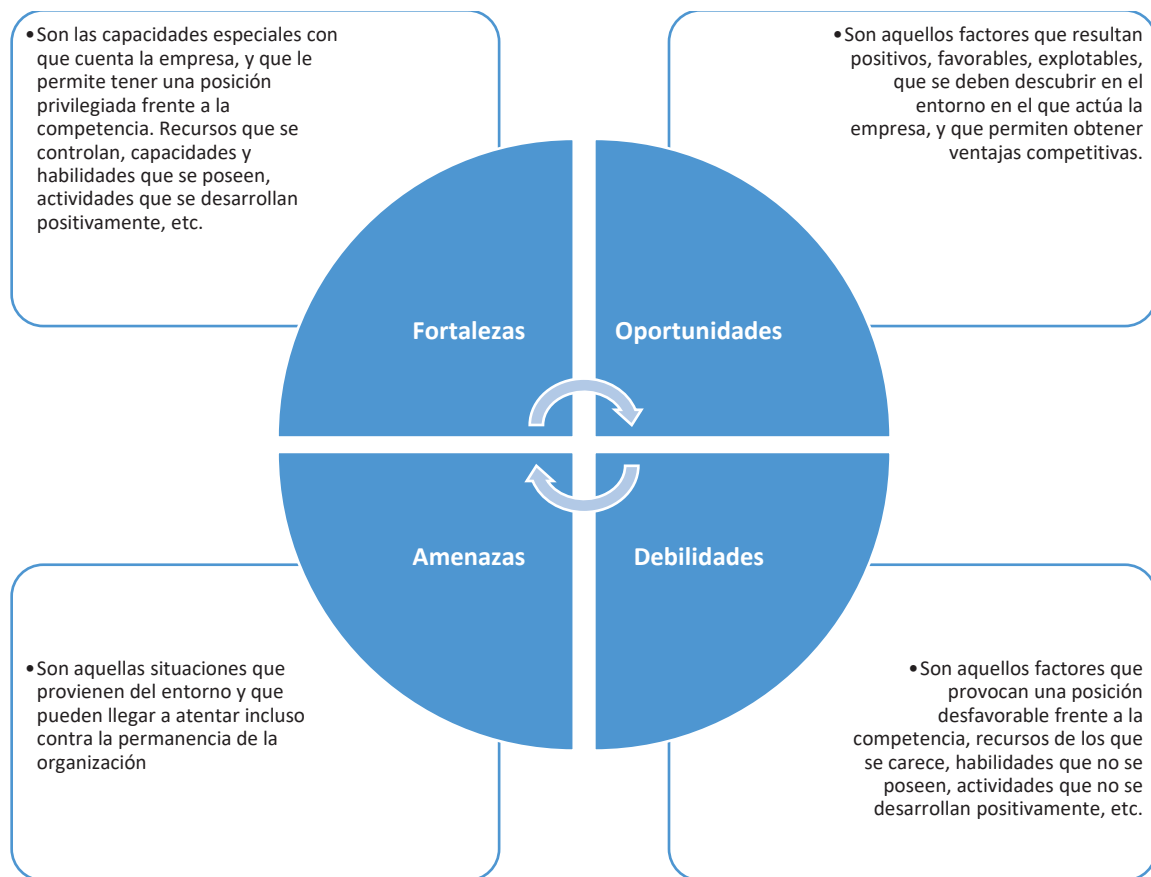 •Son las capacidades especiales con
que cuenta la empresa, y que le
permite tener una posición
privilegiada frente a la
competencia. Recursos que se
controlan, capacidades y
habilidades que se poseen,
actividades que se desarrollan
positivamente, etc.
•Son aquellos factores que resultan
positivos, favorables, explotables,
que se deben descubrir en el
entorno en el que actúa la
empresa, y que permiten obtener
ventajas competitivas.
Fortalezas
Oportunidades
Amenazas
Debilidades
•Son aquellas situaciones que
provienen del entorno y que
pueden llegar a atentar incluso
contra la permanencia de la
organización
•Son aquellos factores que
provocan una posición
desfavorable frente a la
competencia, recursos de los que
se carece, habilidades que no se
poseen, actividades que no se
desarrollan positivamente, etc.